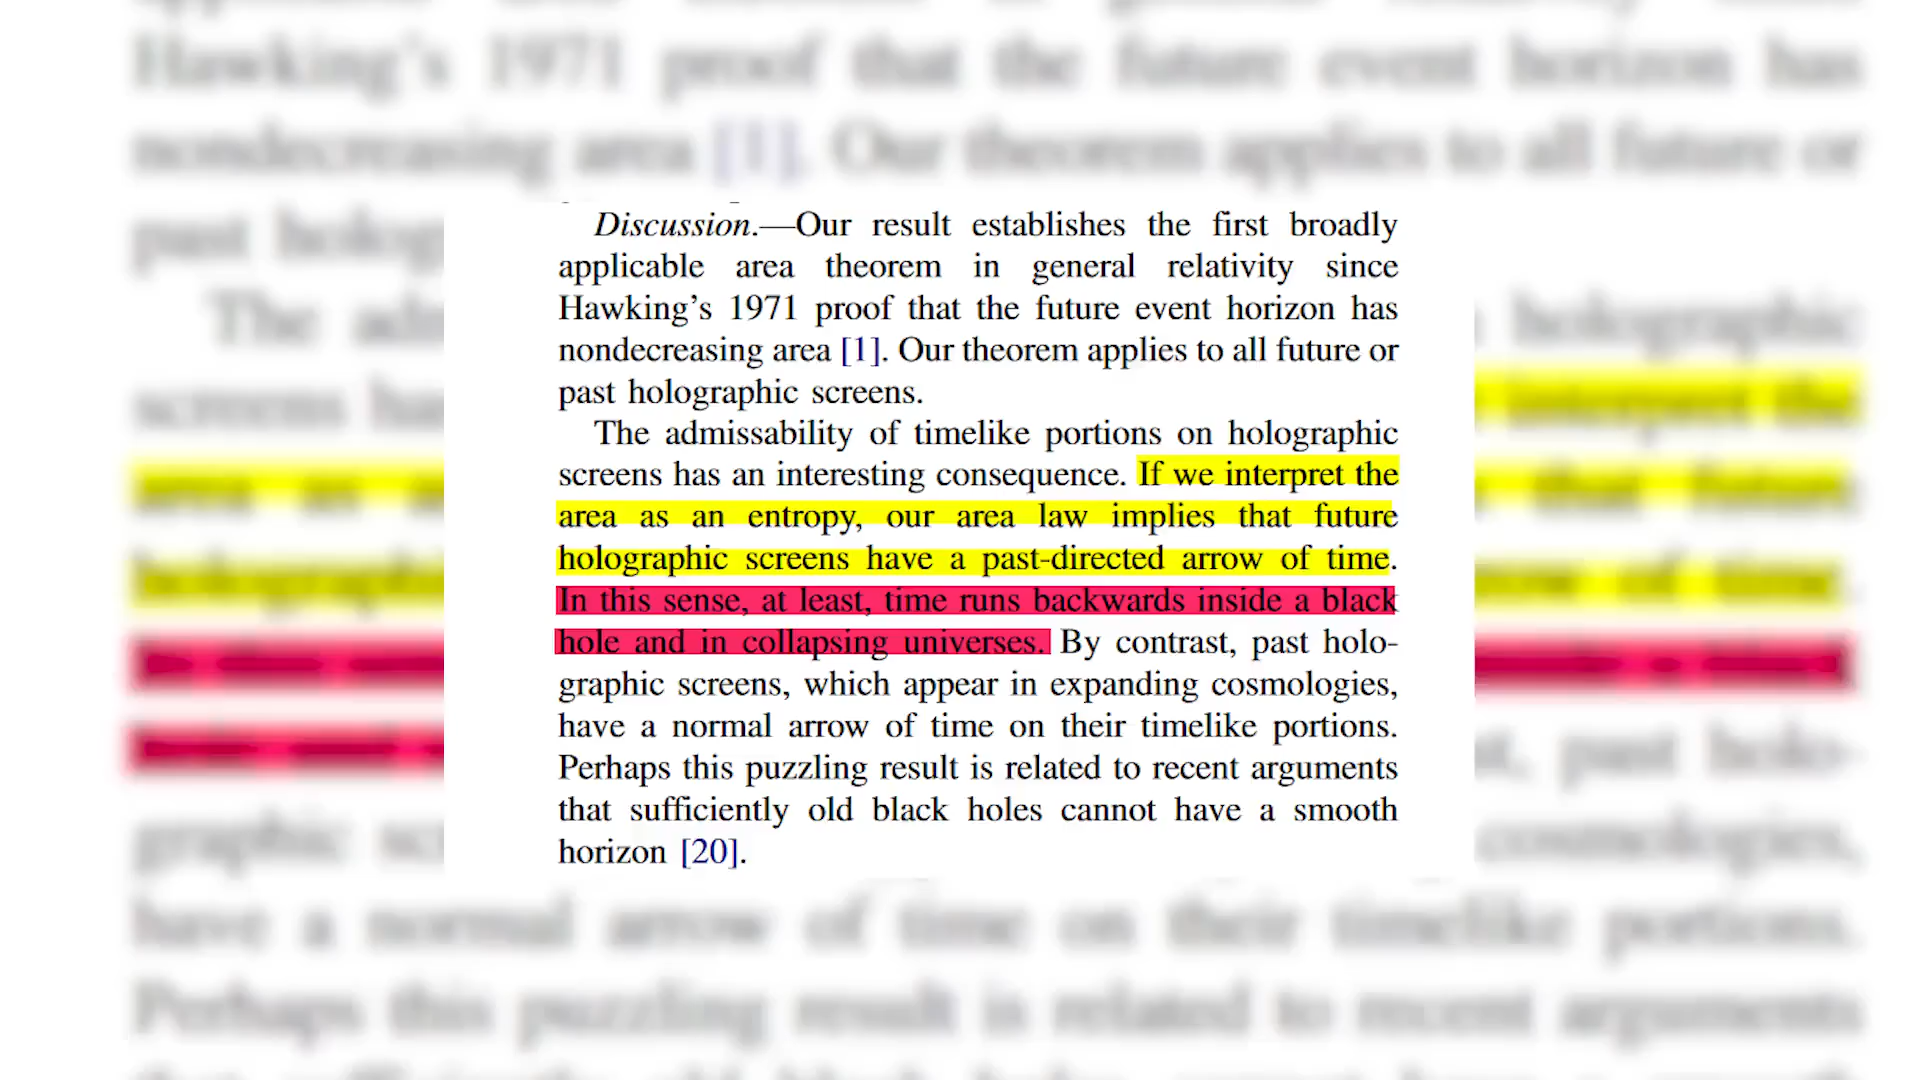 Discussion.—Our result establishes the first broadly
applicable area theorem in general relativity since
Hawking's 1971 proof that the future event horizon has
nondecreasing area [1]. Our theorem applies to all future or
past holographic screens.
The admissability of timelike portions on holographic
screens has an interesting consequence. If we interpret the
area as an entropy, our area law implies that future
holographic screens have a past-directed arrow of time.
In this sense, at least, time runs backwards inside a black
hole and in collapsing universes. By contrast, past holo-
graphic screens, which appear in expanding cosmologies,
have a normal arrow of time on their timelike portions.
Perhaps this puzzling result is related to recent arguments
that sufficiently old black holes cannot have a smooth
horizon [20].